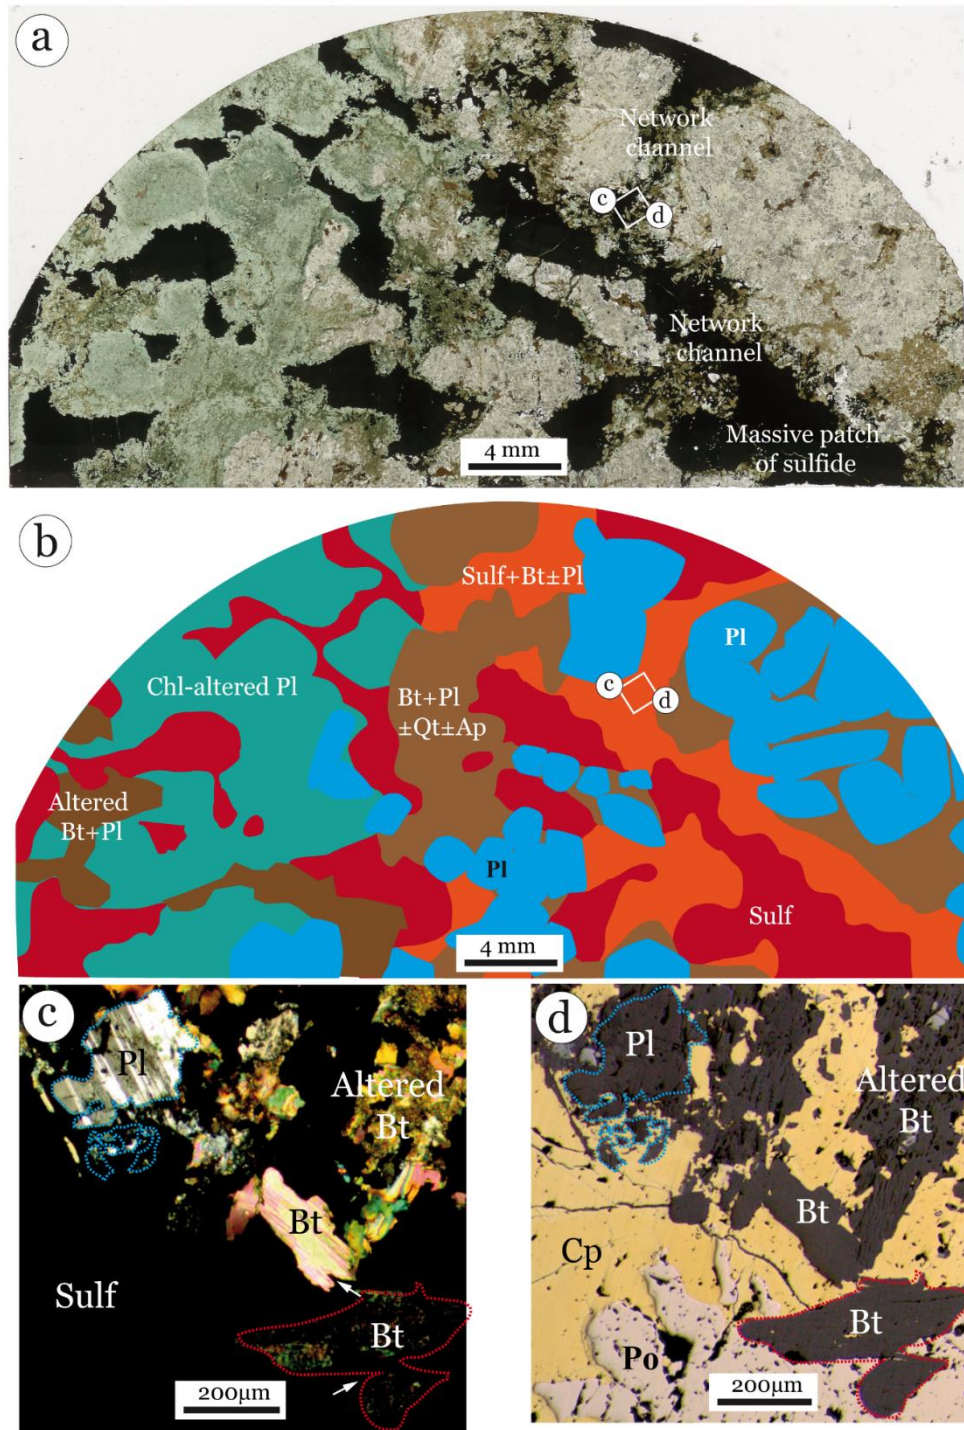 a
Network
channel
c
d
Network
channel
Massive patch
of sulfide
4 mm
b
Sulf+Bt±Pl
Pl
c
d
Chl-altered Pl
Bt+Pl
±Qt±Ap
Altered
Bt+Pl
Pl
Sulf
4 mm
c
Pl
Altered
Bt
Bt
Sulf
Bt
200µm
d
Pl
Altered
Bt
Bt
Cp
Bt
Po
200µm